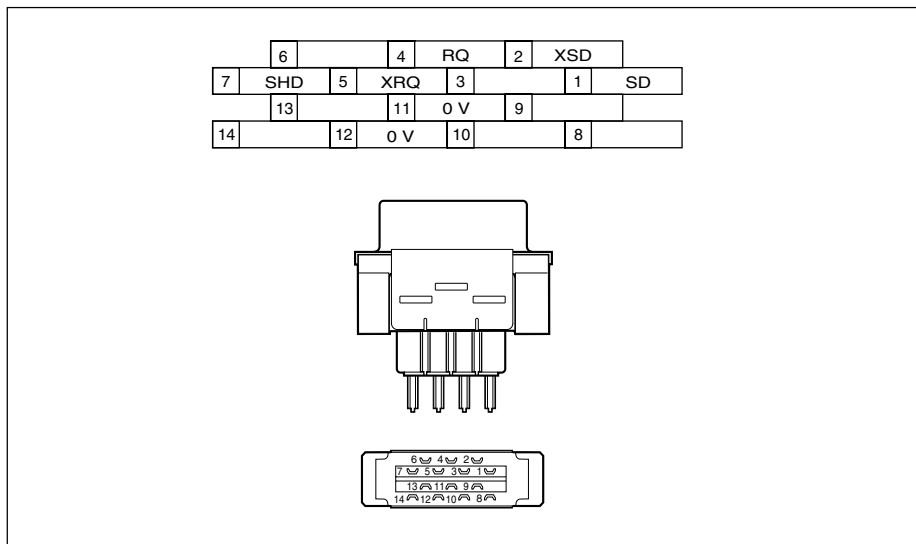 6 4 RQ 2 XSD
7 SHD 5 XRQ 3 1 SD
13 11 0 V 9
14 12 0 V 10 8
6 4 2
7 5 3 1
13 11 9
14 12 10 8